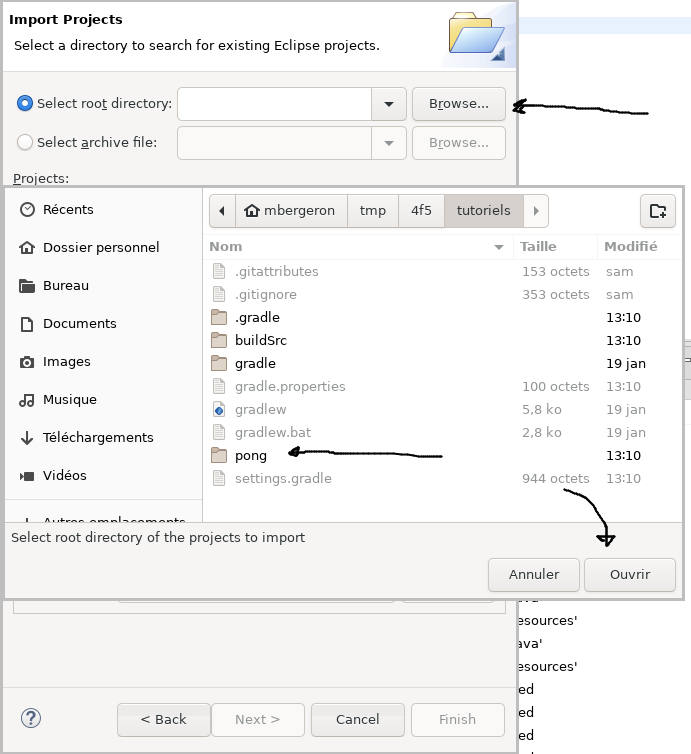 Import Projects
Select a directory to search for existing Eclipse projects.
Select root directory:
Browse...
Select archive file:
Browse...
Projects:
Récents
Dossier personnel
Bureau
Documents
Images
Musique
Téléchargements
Vidéos
Autres emplacements
mbergeron tmp 4f5 tutoriels
Nom Taille Modifié
.gitattributes 153 octets sam
.gitignore 353 octets sam
.gradle 13:10
buildSrc 13:10
gradle 19 jan
gradle.properties 100 octets 13:10
gradlew 5,8 ko 19 jan
gradlew.bat 2,8 ko 19 jan
pong 13:10
settings.gradle 944 octets 13:10
Select root directory of the projects to import
Annuler Ouvrir
esources'
ava'
esources'
ed
ed
ed
< Back Next > Cancel Finish